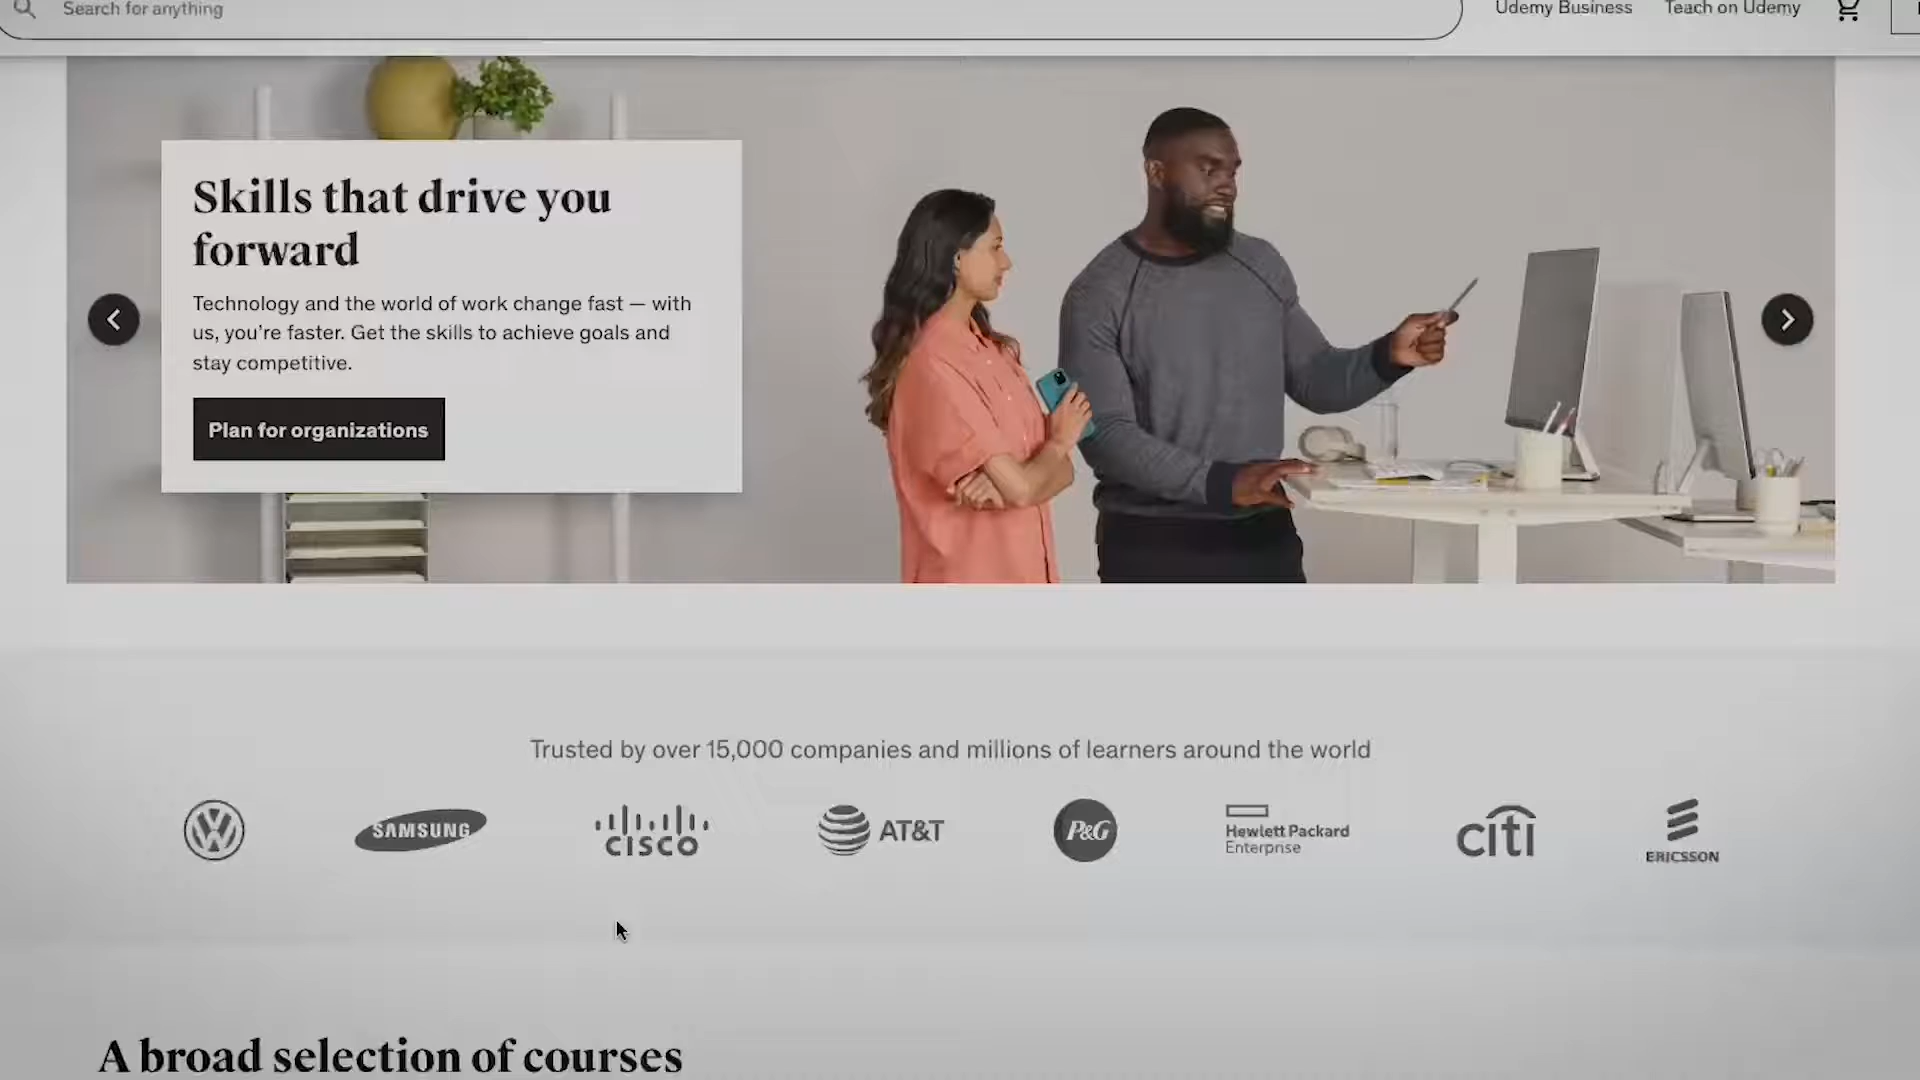 Search for anything
Udemy Business
Teach on Udemy
Skills that drive you
forward
Technology and the world of work change fast — with
us, you’re faster. Get the skills to achieve goals and
stay competitive.
Plan for organizations
Trusted by over 15,000 companies and millions of learners around the world
VW
SAMSUNG
CISCO
AT&T
P&G
Hewlett Packard
Enterprise
citi
ERICSSON
A broad selection of courses